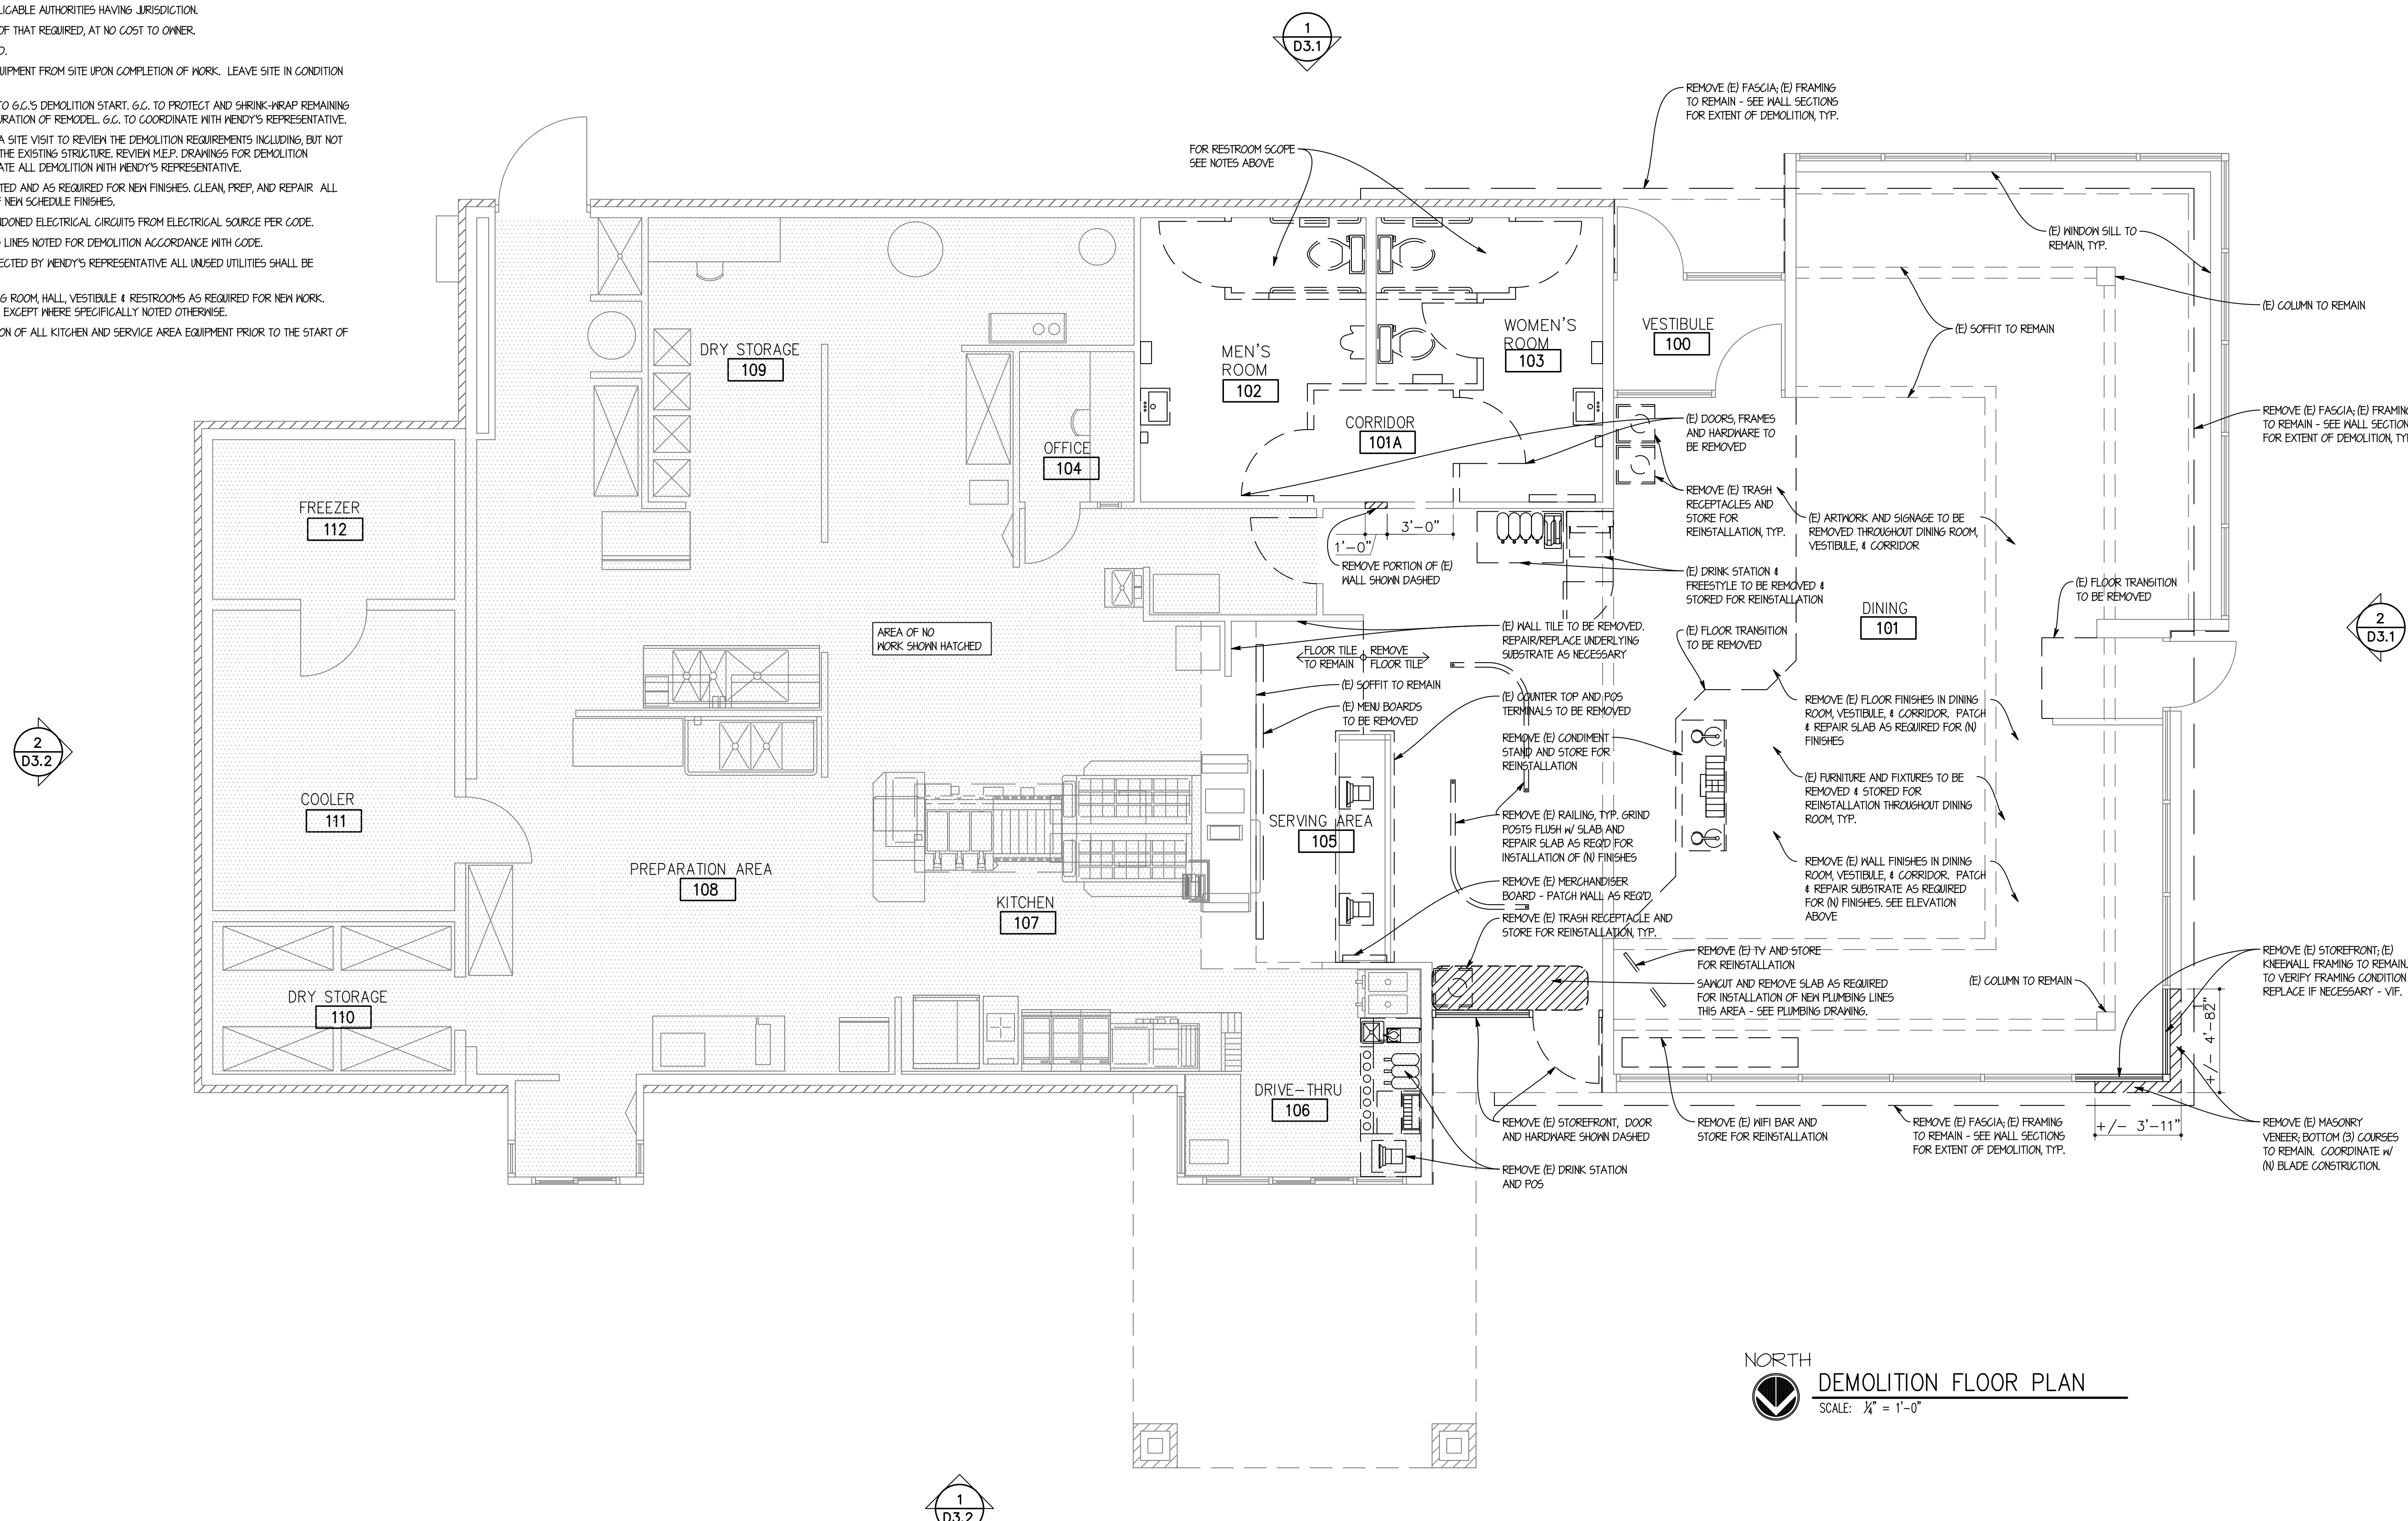 LICABLE AUTHORITIES HAVING JURISDICTION.
OF THAT REQUIRED, AT NO COST TO OWNER.
D.
UIPMENT FROM SITE UPON COMPLETION OF WORK. LEAVE SITE IN CONDITION
TO G.C.'S DEMOLITION START. G.C. TO PROTECT AND SHRINK-WRAP REMAINING
URATION OF REMODEL. G.C. TO COORDINATE WITH WENDY'S REPRESENTATIVE.
A SITE VISIT TO REVIEW THE DEMOLITION REQUIREMENTS INCLUDING, BUT NOT
THE EXISTING STRUCTURE. REVIEW M.E.P. DRAWINGS FOR DEMOLITION
ATE ALL DEMOLITION WITH WENDY'S REPRESENTATIVE.
TED AND AS REQUIRED FOR NEW FINISHES. CLEAN, PREP, AND REPAIR ALL
F NEW SCHEDULE FINISHES.
NDONED ELECTRICAL CIRCUITS FROM ELECTRICAL SOURCE PER CODE.
G LINES NOTED FOR DEMOLITION ACCORDANCE WITH CODE.
ECTED BY WENDY'S REPRESENTATIVE ALL UNUSED UTILITIES SHALL BE
G ROOM, HALL, VESTIBULE & RESTROOMS AS REQUIRED FOR NEW WORK.
EXCEPT WHERE SPECIFICALLY NOTED OTHERWISE.
ON OF ALL KITCHEN AND SERVICE AREA EQUIPMENT PRIOR TO THE START OF
1
D3.1
REMOVE (E) FASCIA; (E) FRAMING
TO REMAIN - SEE WALL SECTIONS
FOR EXTENT OF DEMOLITION, TYP.
FOR RESTROOM SCOPE
SEE NOTES ABOVE
(E) WINDOW SILL TO
REMAIN, TYP.
(E) COLUMN TO REMAIN
(E) SOFFIT TO REMAIN
DRY STORAGE
109
MEN'S
ROOM
102
WOMEN'S
ROOM
103
VESTIBULE
100
CORRIDOR
101A
OFFICE
104
(E) DOORS, FRAMES
AND HARDWARE TO
BE REMOVED
REMOVE (E) FASCIA; (E) FRAMING
TO REMAIN - SEE WALL SECTION
FOR EXTENT OF DEMOLITION, TY
FREEZER
112
REMOVE (E) TRASH
RECEPTACLES AND
STORE FOR
REINSTALLATION, TYP.
(E) ARTWORK AND SIGNAGE TO BE
REMOVED THROUGHOUT DINING ROOM,
VESTIBULE, & CORRIDOR
3'-0"
1'-0"
REMOVE PORTION OF (E)
WALL SHOWN DASHED
(E) DRINK STATION &
FREESTYLE TO BE REMOVED &
STORED FOR REINSTALLATION
(E) FLOOR TRANSITION
TO BE REMOVED
DINING
101
2
D3.1
AREA OF NO
WORK SHOWN HATCHED
(E) WALL TILE TO BE REMOVED.
REPAIR/REPLACE UNDERLYING
SUBSTRATE AS NECESSARY
(E) FLOOR TRANSITION
TO BE REMOVED
FLOOR TILE REMOVE
TO REMAIN FLOOR TILE
(E) SOFFIT TO REMAIN
(E) MENU BOARDS
TO BE REMOVED
(E) COUNTER TOP AND POS
TERMINALS TO BE REMOVED
REMOVE (E) FLOOR FINISHES IN DINING
ROOM, VESTIBULE, & CORRIDOR. PATCH
& REPAIR SLAB AS REQUIRED FOR (N)
FINISHES
2
D3.2
REMOVE (E) CONDIMENT
STAND AND STORE FOR
REINSTALLATION
(E) FURNITURE AND FIXTURES TO BE
REMOVED & STORED FOR
REINSTALLATION THROUGHOUT DINING
ROOM, TYP.
COOLER
111
SERVING AREA
105
REMOVE (E) RAILING, TYP. GRIND
POSTS FLUSH W/ SLAB AND
REPAIR SLAB AS REQ'D FOR
INSTALLATION OF (N) FINISHES
PREPARATION AREA
108
REMOVE (E) WALL FINISHES IN DINING
ROOM, VESTIBULE, & CORRIDOR. PATCH
& REPAIR SUBSTRATE AS REQUIRED
FOR (N) FINISHES. SEE ELEVATION
ABOVE
REMOVE (E) MERCHANDISER
BOARD - PATCH WALL AS REQ'D
KITCHEN
107
REMOVE (E) TRASH RECEPTACLE AND
STORE FOR REINSTALLATION, TYP.
REMOVE (E) TV AND STORE
FOR REINSTALLATION
REMOVE (E) STOREFRONT; (E)
KNEEWALL FRAMING TO REMAIN.
TO VERIFY FRAMING CONDITION
REPLACE IF NECESSARY - VIF.
DRY STORAGE
110
SAWCUT AND REMOVE SLAB AS REQUIRED
FOR INSTALLATION OF NEW PLUMBING LINES
THIS AREA - SEE PLUMBING DRAWING.
(E) COLUMN TO REMAIN
DRIVE-THRU
106
REMOVE (E) STOREFRONT, DOOR
AND HARDWARE SHOWN DASHED
REMOVE (E) WIFI BAR AND
STORE FOR REINSTALLATION
REMOVE (E) FASCIA; (E) FRAMING
TO REMAIN - SEE WALL SECTIONS
FOR EXTENT OF DEMOLITION, TYP.
+/- 3'-11"
REMOVE (E) MASONRY
VENEER; BOTTOM (3) COURSES
TO REMAIN. COORDINATE W/
(N) BLADE CONSTRUCTION.
REMOVE (E) DRINK STATION
AND POS
NORTH
DEMOLITION FLOOR PLAN
SCALE: ¼" = 1'-0"
1
D3.2